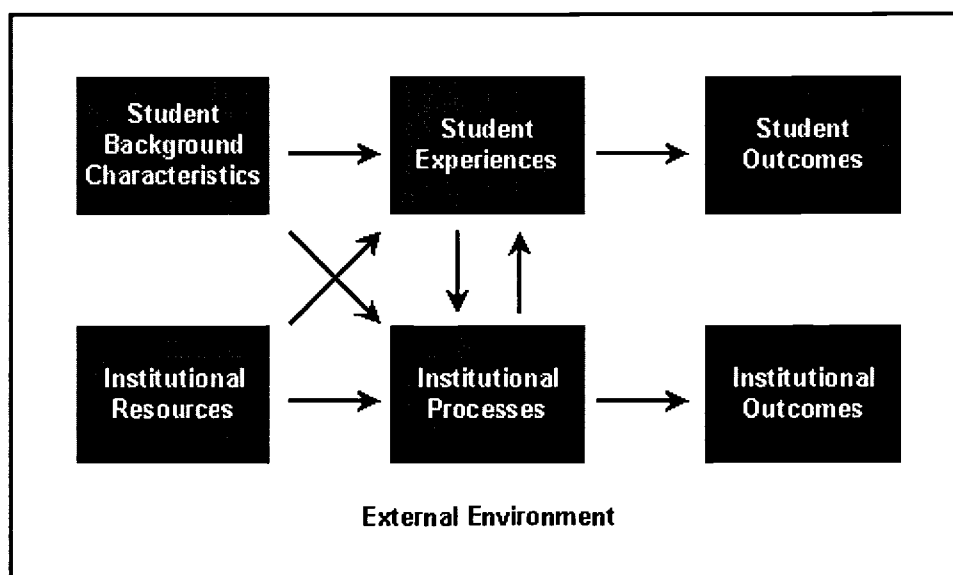 Student
Background
Characteristics
Student
Experiences
Student
Outcomes
Institutional
Resources
Institutional
Processes
Institutional
Outcomes
External Environment